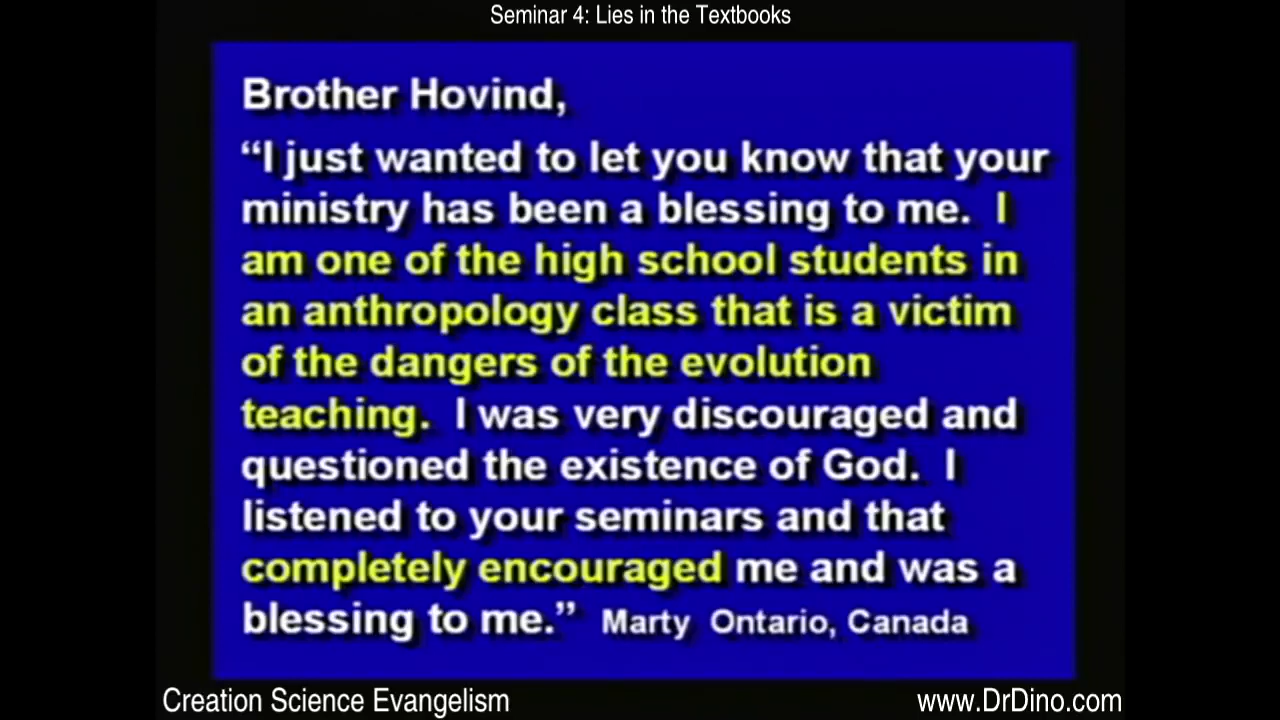 Seminar 4: Lies in the Textbooks
Brother Hovind,
“I just wanted to let you know that your
ministry has been a blessing to me.  I
am one of the high school students in
an anthropology class that is a victim
of the dangers of the evolution
teaching.  I was very discouraged and
questioned the existence of God.  I
listened to your seminars and that
completely encouraged me and was a
blessing to me.”  Marty  Ontario, Canada
Creation Science Evangelism
www.DrDino.com